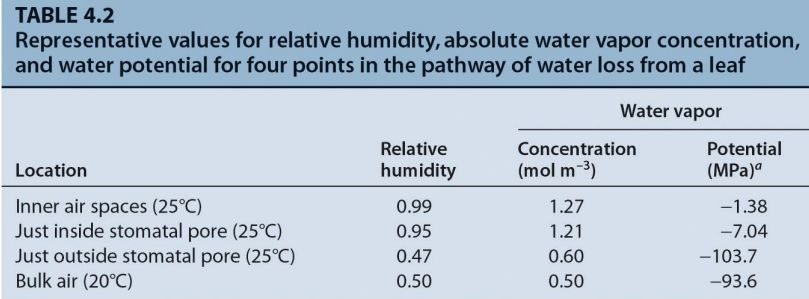 TABLE 4.2
Representative values for relative humidity, absolute water vapor concentration,
and water potential for four points in the pathway of water loss from a leaf
Water vapor
Relative Concentration Potential
Location humidity (mol m⁻³) (MPa)ᵃ
Inner air spaces (25°C) 0.99 1.27 −1.38
Just inside stomatal pore (25°C) 0.95 1.21 −7.04
Just outside stomatal pore (25°C) 0.47 0.60 −103.7
Bulk air (20°C) 0.50 0.50 −93.6